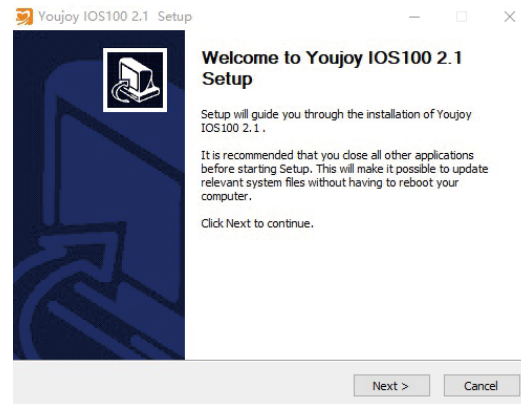 Youjoy IOS100 2.1 Setup
Welcome to Youjoy IOS100 2.1
Setup
Setup will guide you through the installation of Youjoy
IOS100 2.1 .
It is recommended that you close all other applications
before starting Setup. This will make it possible to update
relevant system files without having to reboot your
computer.
Click Next to continue.
Next >
Cancel